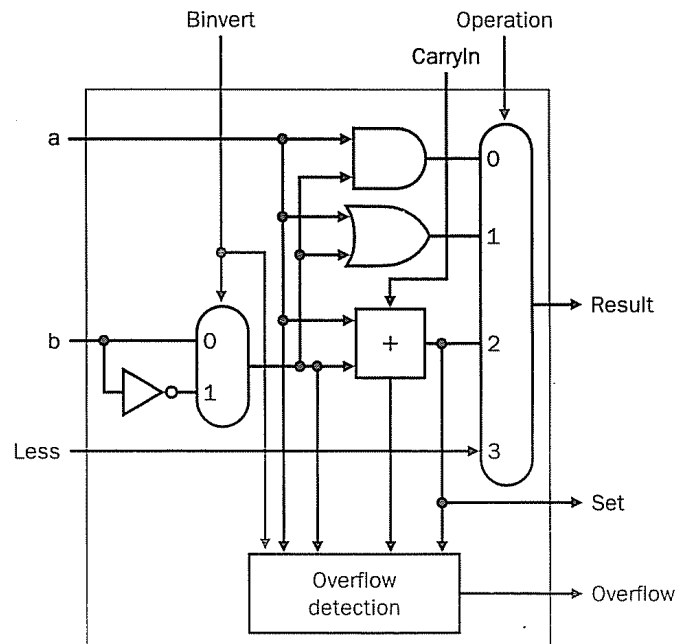 Binvert
Operation
CarryIn
a
0
1
Result
b
0
+
2
1
Less
3
Set
Overflow
detection
Overflow